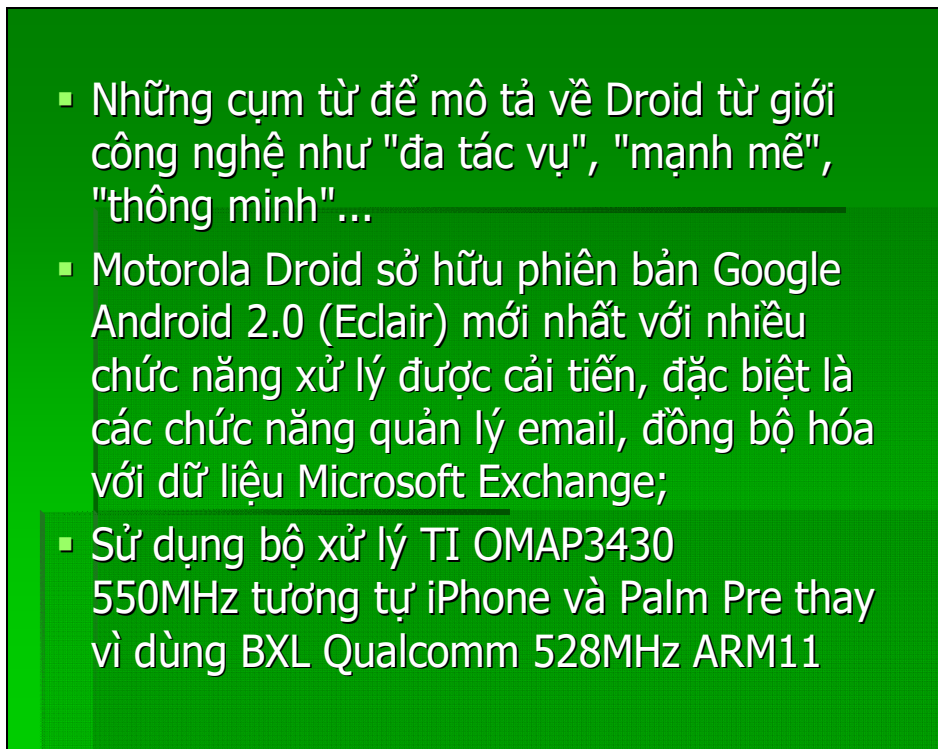 Những cụm từ để mô tả về Droid từ giới
công nghệ như "đa tác vụ", "mạnh mẽ",
"thông minh"...
Motorola Droid sở hữu phiên bản Google
Android 2.0 (Eclair) mới nhất với nhiều
chức năng xử lý được cải tiến, đặc biệt là
các chức năng quản lý email, đồng bộ hóa
với dữ liệu Microsoft Exchange;
Sử dụng bộ xử lý TI OMAP3430
550MHz tương tự iPhone và Palm Pre thay
vì dùng BXL Qualcomm 528MHz ARM11